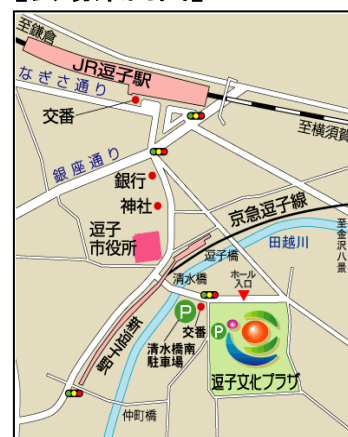 至鎌倉
JR逗子駅
なぎさ通り
交番
至横須賀
銀座通り
銀行
神社
京急逗子線
逗子
市役所
逗子橋
田越川
至金沢八景
清水橋
ホール
入口
P
交番
P
清水橋南
駐車場
新逗子駅
逗子文化プラザ
仲町橋